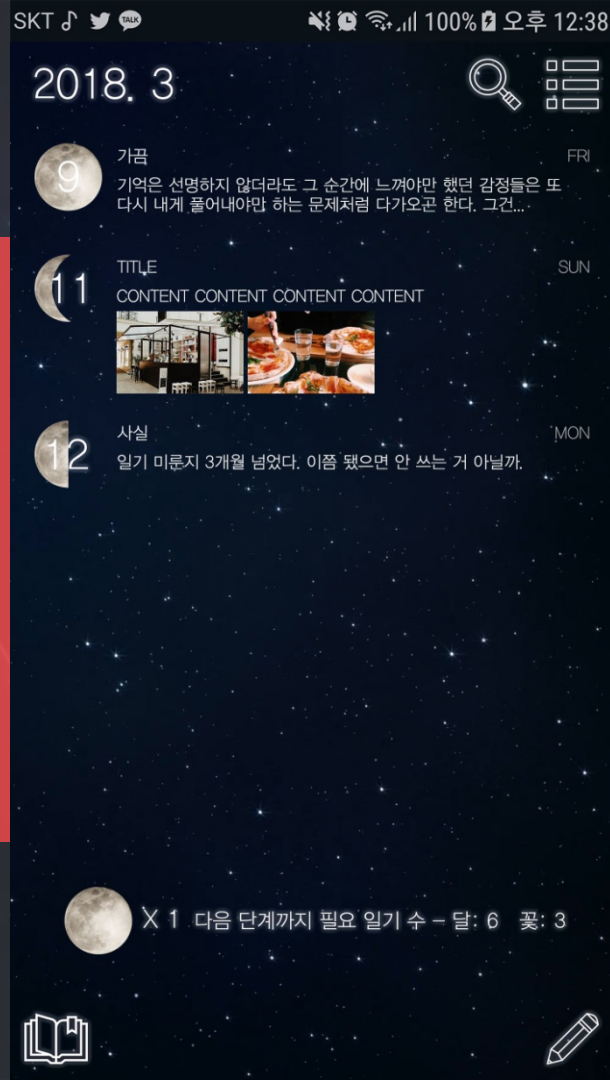 SKT TALK 100% 오후 12:38
2018. 3
9 가끔 FRI
기억은 선명하지 않더라도 그 순간에 느껴야만 했던 감정들은 또
다시 내게 풀어내야만 하는 문제처럼 다가오곤 한다. 그건...
11 TITLE SUN
CONTENT CONTENT CONTENT CONTENT
12 사실 MON
일기 미룬지 3개월 넘었다. 이쯤 됐으면 안 쓰는 거 아닐까.
X 1 다음 단계까지 필요 일기 수 - 달: 6 꽃: 3